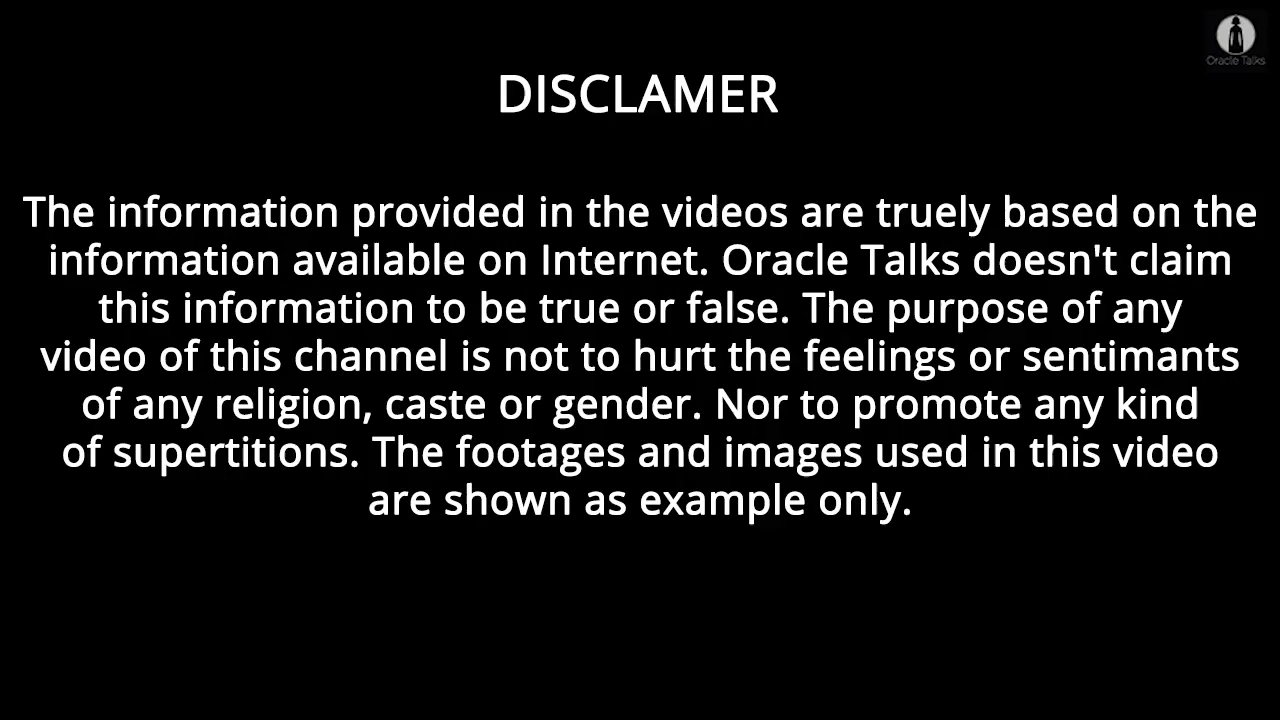 Oracle Talks
DISCLAMER
The information provided in the videos are truely based on the
information available on Internet. Oracle Talks doesn't claim
this information to be true or false. The purpose of any
video of this channel is not to hurt the feelings or sentimants
of any religion, caste or gender. Nor to promote any kind
of supertitions. The footages and images used in this video
are shown as example only.